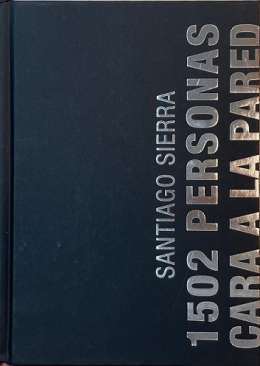 SANTIAGO SIERRA
1502 PERSONAS
CARA A LA PARED